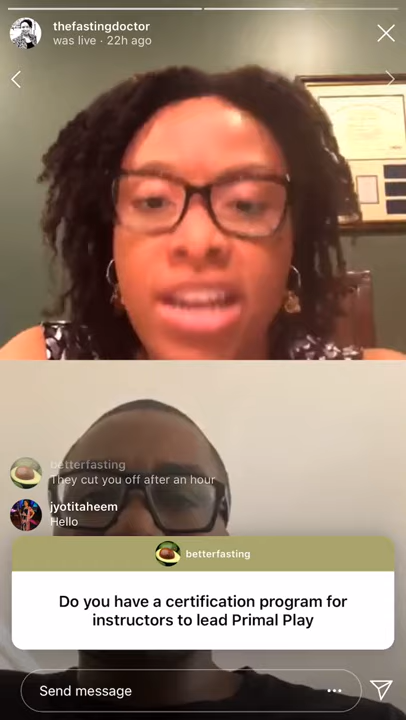 thefastingdoctor
was live · 22h ago
betterfasting
They cut you off after an hour
jyotitaheem
Hello
betterfasting
Do you have a certification program for
instructors to lead Primal Play
Send message